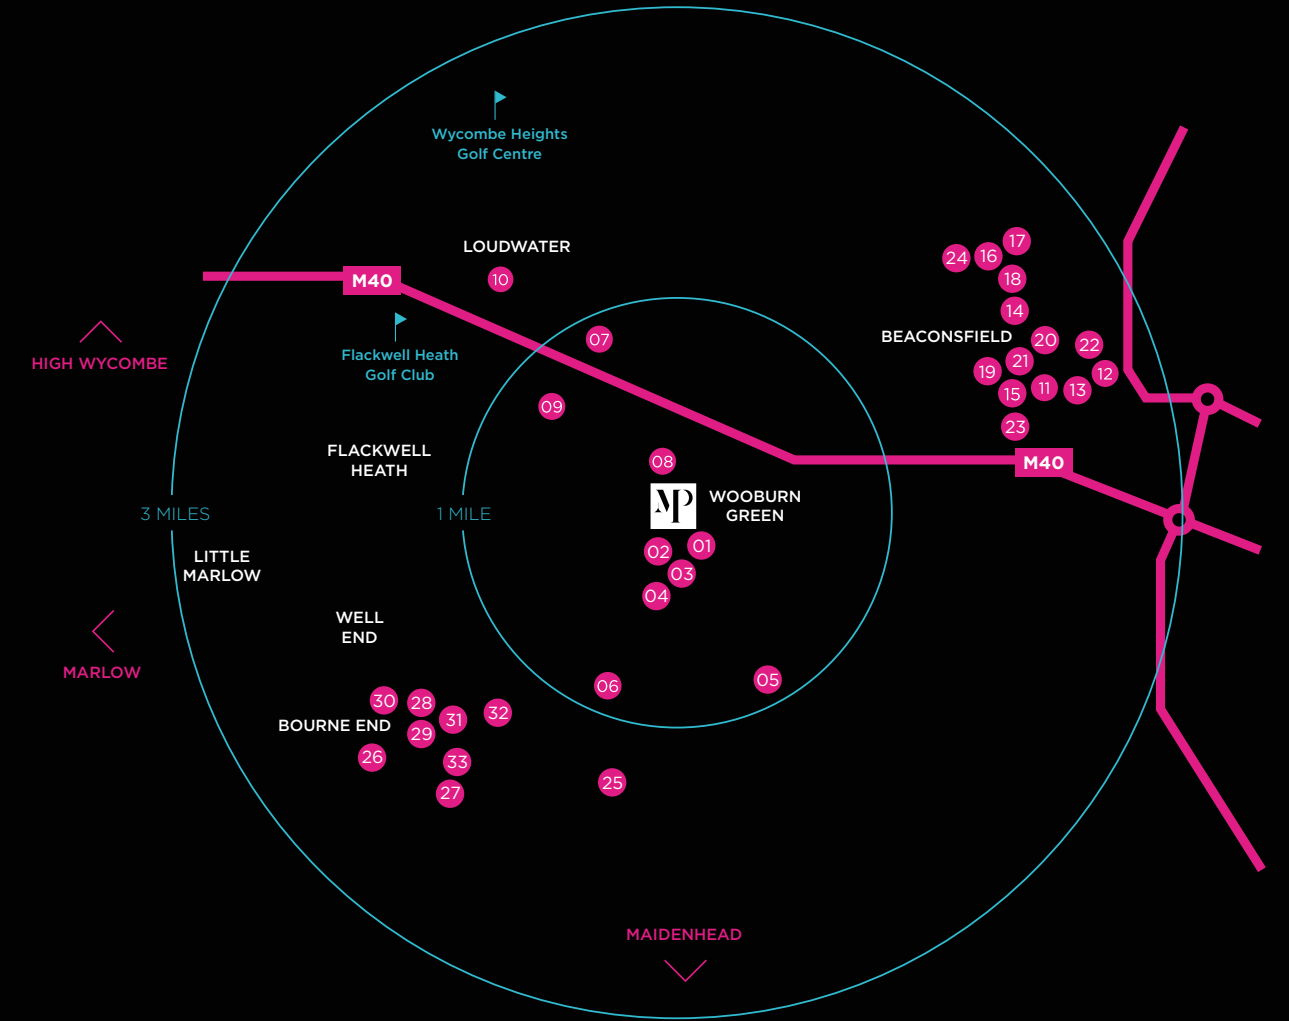 Wycombe Heights
Golf Centre
17
16
24
LOUDWATER
18
10
M40
14
BEACONSFIELD
07
20
22
Flackwell Heath
Golf Club
21
HIGH WYCOMBE
19
12
11
13
15
09
23
FLACKWELL
HEATH
08
M40
WOOBURN
GREEN
MP
3 MILES
1 MILE
01
02
LITTLE
MARLOW
03
04
WELL
END
MARLOW
05
06
30
28
32
31
BOURNE END
29
26
33
25
27
MAIDENHEAD